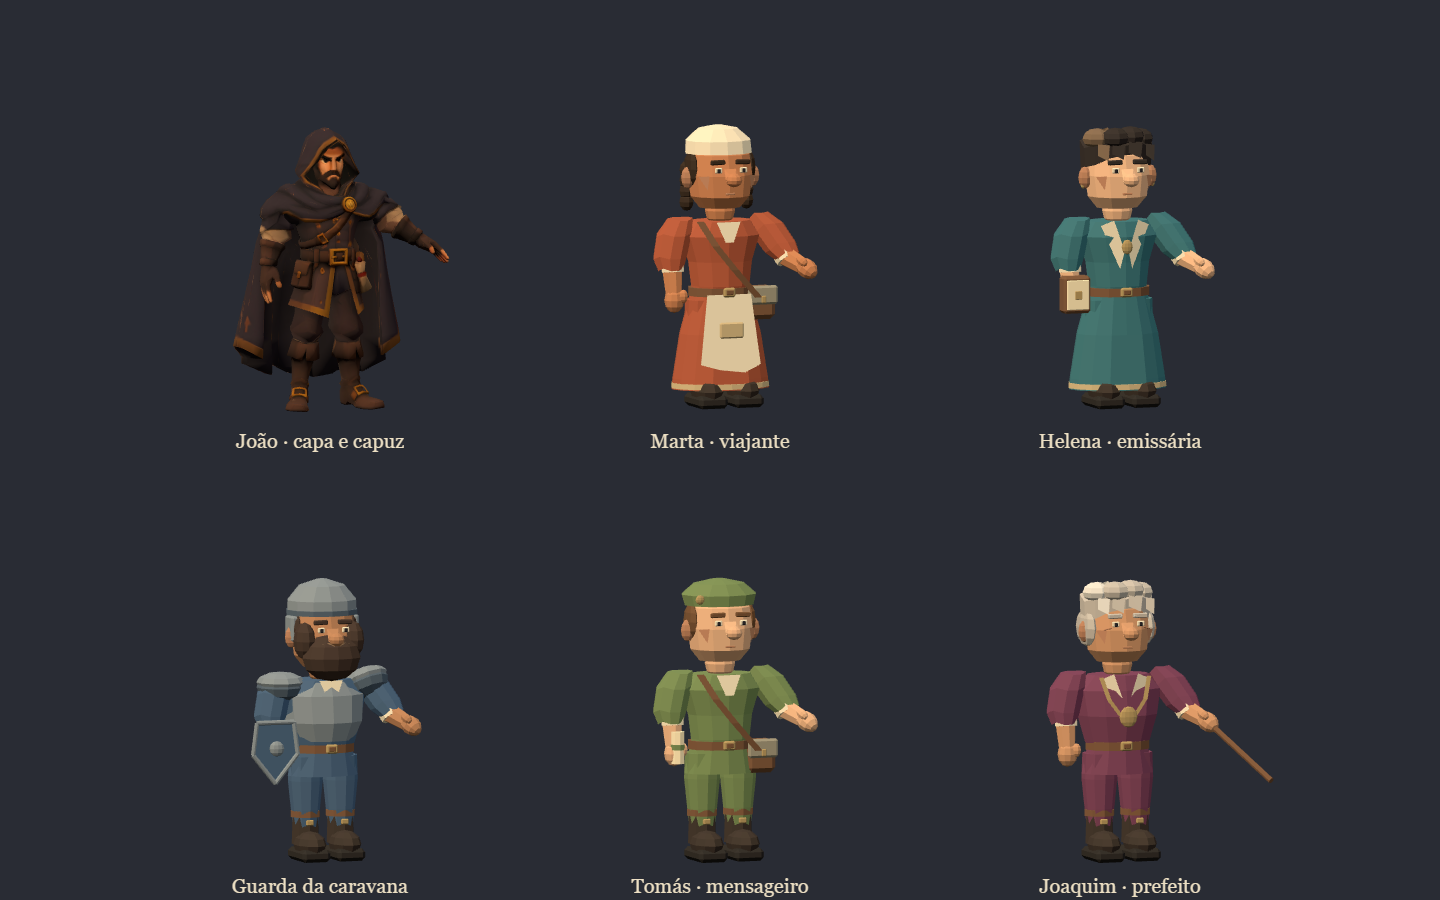 João · capa e capuz
Marta · viajante
Helena · emissária
Guarda da caravana
Tomás · mensageiro
Joaquim · prefeito